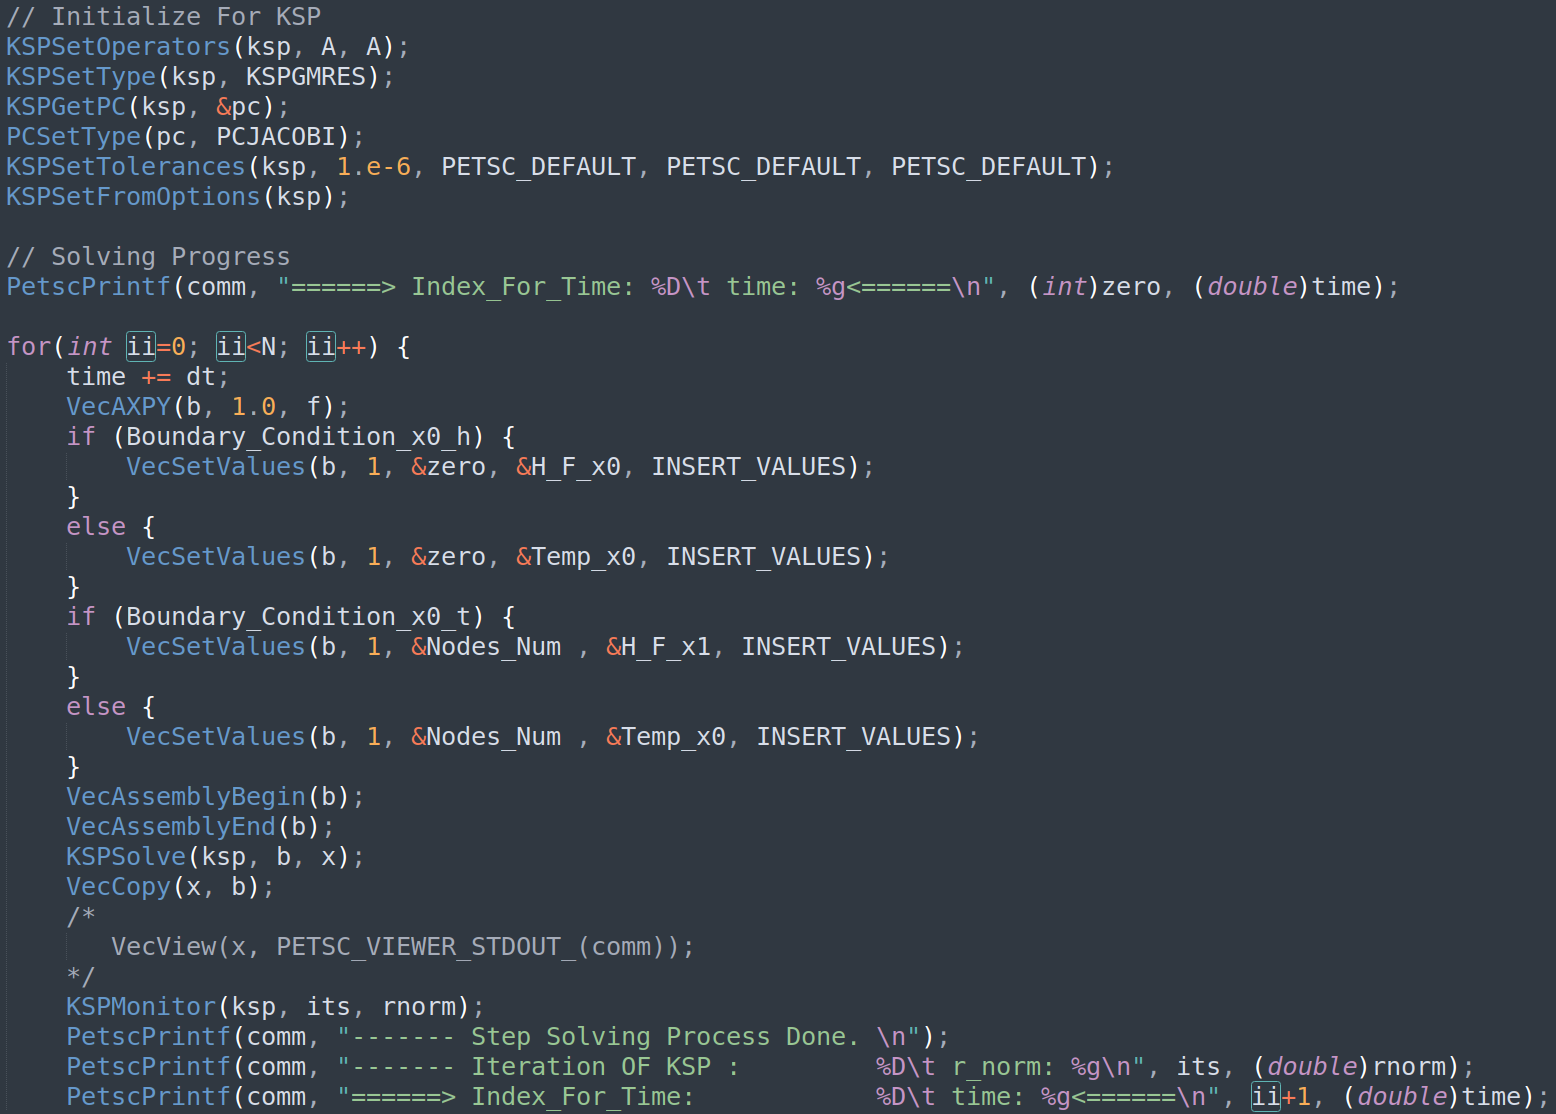 // Initialize For KSP
KSPSetOperators(ksp, A, A);
KSPSetType(ksp, KSPGMRES);
KSPGetPC(ksp, &pc);
PCSetType(pc, PCJACOBI);
KSPSetTolerances(ksp, 1.e-6, PETSC_DEFAULT, PETSC_DEFAULT, PETSC_DEFAULT);
KSPSetFromOptions(ksp);

// Solving Progress
PetscPrintf(comm, "======> Index_For_Time: %D\t time: %g<======\n", (int)zero, (double)time);

for(int ii=0; ii<N; ii++) {
    time += dt;
    VecAXPY(b, 1.0, f);
    if (Boundary_Condition_x0_h) {
        VecSetValues(b, 1, &zero, &H_F_x0, INSERT_VALUES);
    }
    else {
        VecSetValues(b, 1, &zero, &Temp_x0, INSERT_VALUES);
    }
    if (Boundary_Condition_x0_t) {
        VecSetValues(b, 1, &Nodes_Num , &H_F_x1, INSERT_VALUES);
    }
    else {
        VecSetValues(b, 1, &Nodes_Num , &Temp_x0, INSERT_VALUES);
    }
    VecAssemblyBegin(b);
    VecAssemblyEnd(b);
    KSPSolve(ksp, b, x);
    VecCopy(x, b);
    /*
       VecView(x, PETSC_VIEWER_STDOUT_(comm));
    */
    KSPMonitor(ksp, its, rnorm);
    PetscPrintf(comm, "------- Step Solving Process Done. \n");
    PetscPrintf(comm, "------- Iteration OF KSP :         %D\t r_norm: %g\n", its, (double)rnorm);
    PetscPrintf(comm, "======> Index_For_Time:            %D\t time: %g<======\n", ii+1, (double)time);